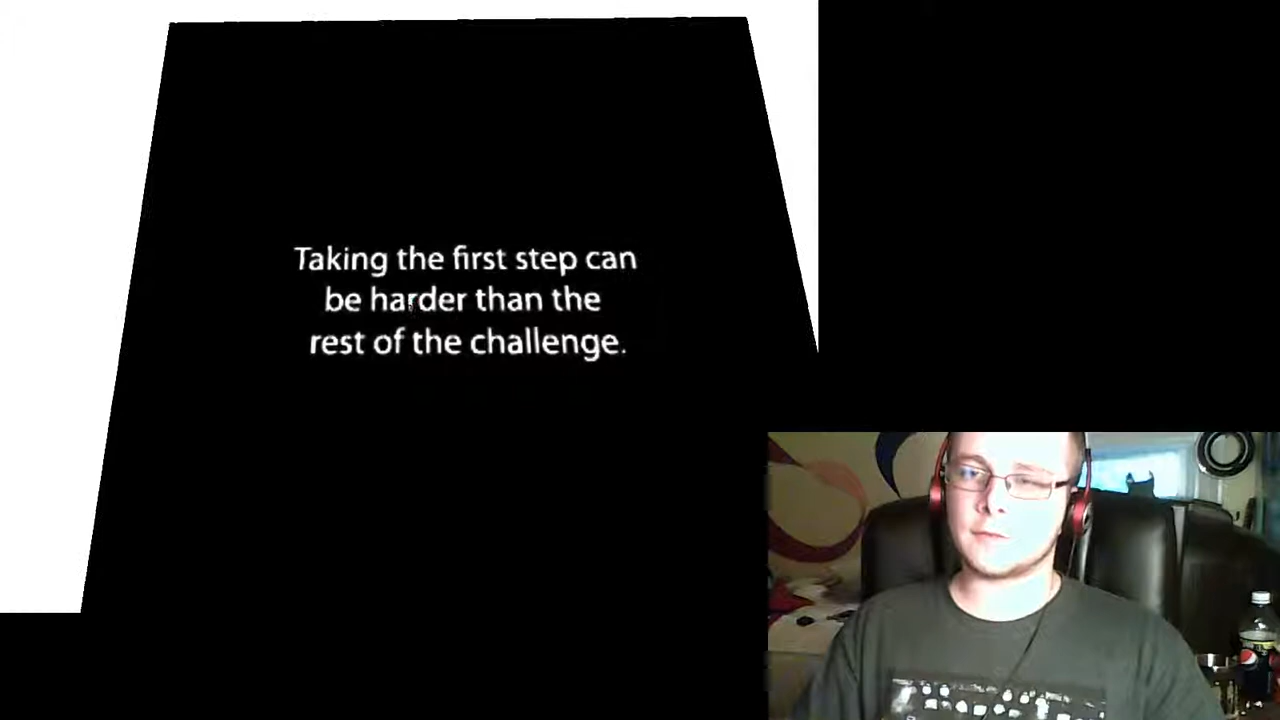 Taking the first step can
be harder than the
rest of the challenge.